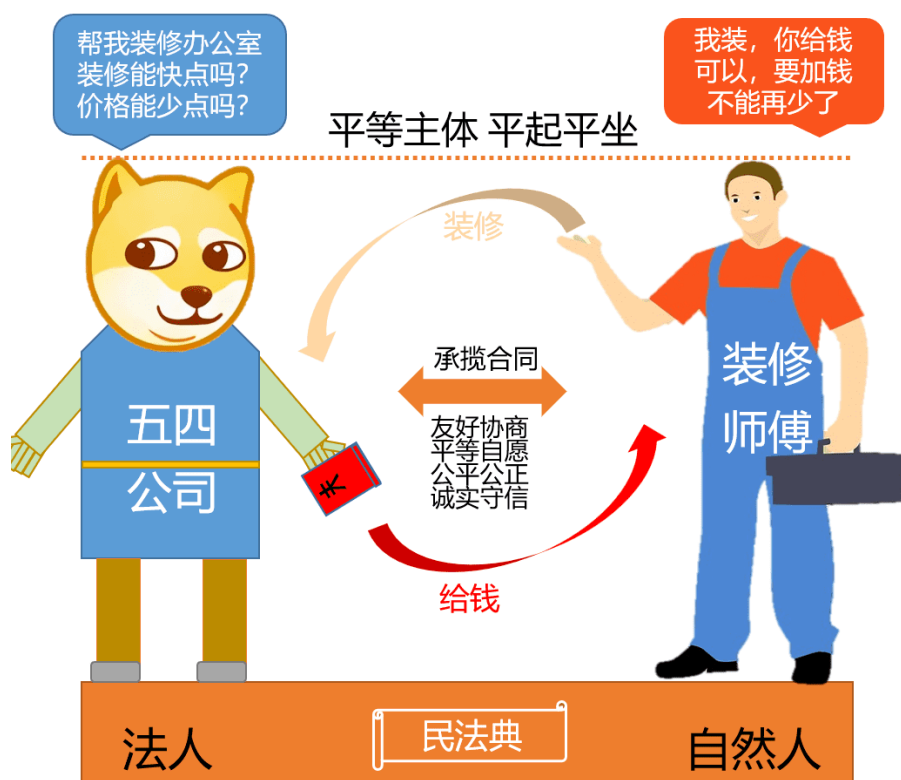 帮我装修办公室
装修能快点吗?
价格能少点吗?
我装，你给钱
可以，要加钱
不能再少了
平等主体 平起平坐
装修
承揽合同
友好协商
平等自愿
公平公正
诚实守信
五四
公司
装修
师傅
给钱
法人
民法典
自然人